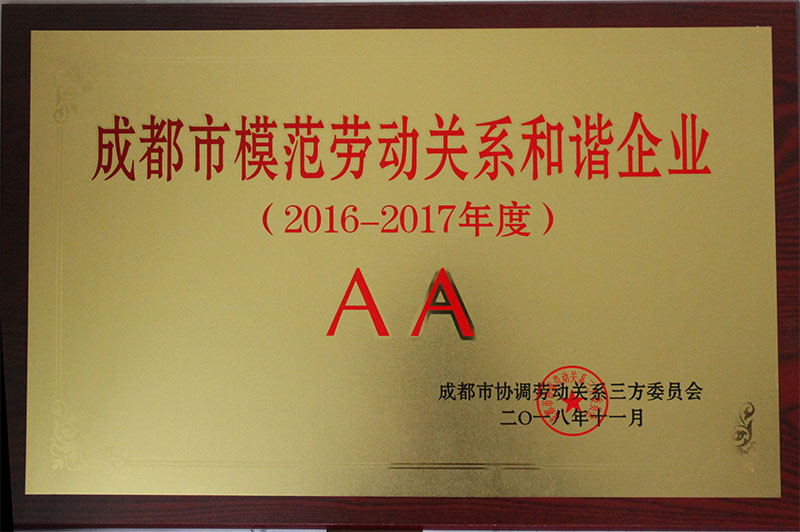 成都市模范劳动关系和谐企业
（2016-2017年度）
AA
成都市协调劳动关系三方委员会
二〇一八年十一月